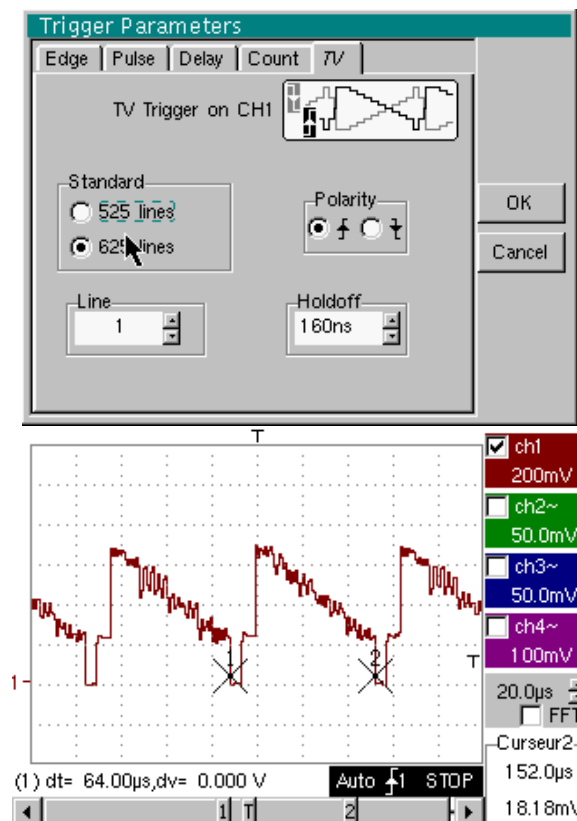 Trigger Parameters
Edge Pulse Delay Count TV
TV Trigger on CH1
Standard
525 lines
625 lines
Polarity
OK
Cancel
Line
1
Holdoff
160ns
T
ch1
200mV
ch2~
50.0mV
ch3~
50.0mV
ch4~
100mV
1
2
T
1-
20.0µs
FFT
Curseur2
152.0µs
18.18mV
(1) dt= 64.00µs,dv= 0.000 V
Auto 1 STOP
1 T 2